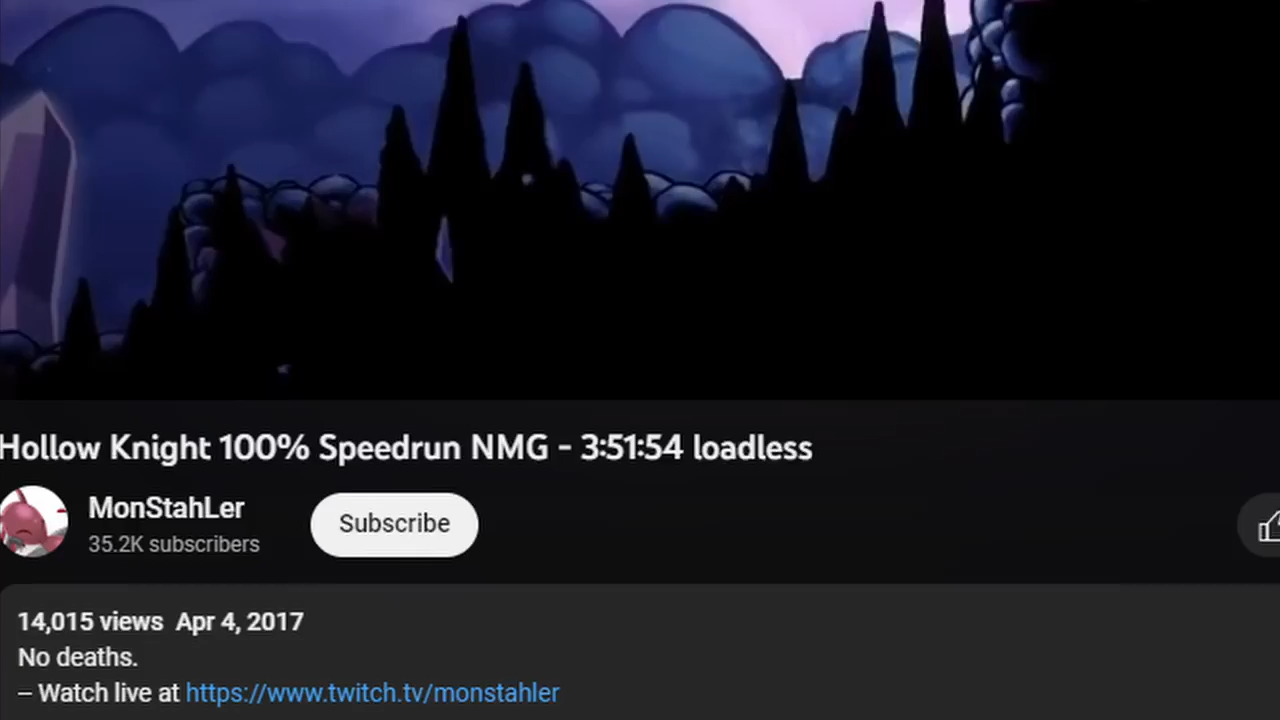 Hollow Knight 100% Speedrun NMG - 3:51:54 loadless
MonStahLer
Subscribe
35.2K subscribers
14,015 views Apr 4, 2017
No deaths.
– Watch live at https://www.twitch.tv/monstahler